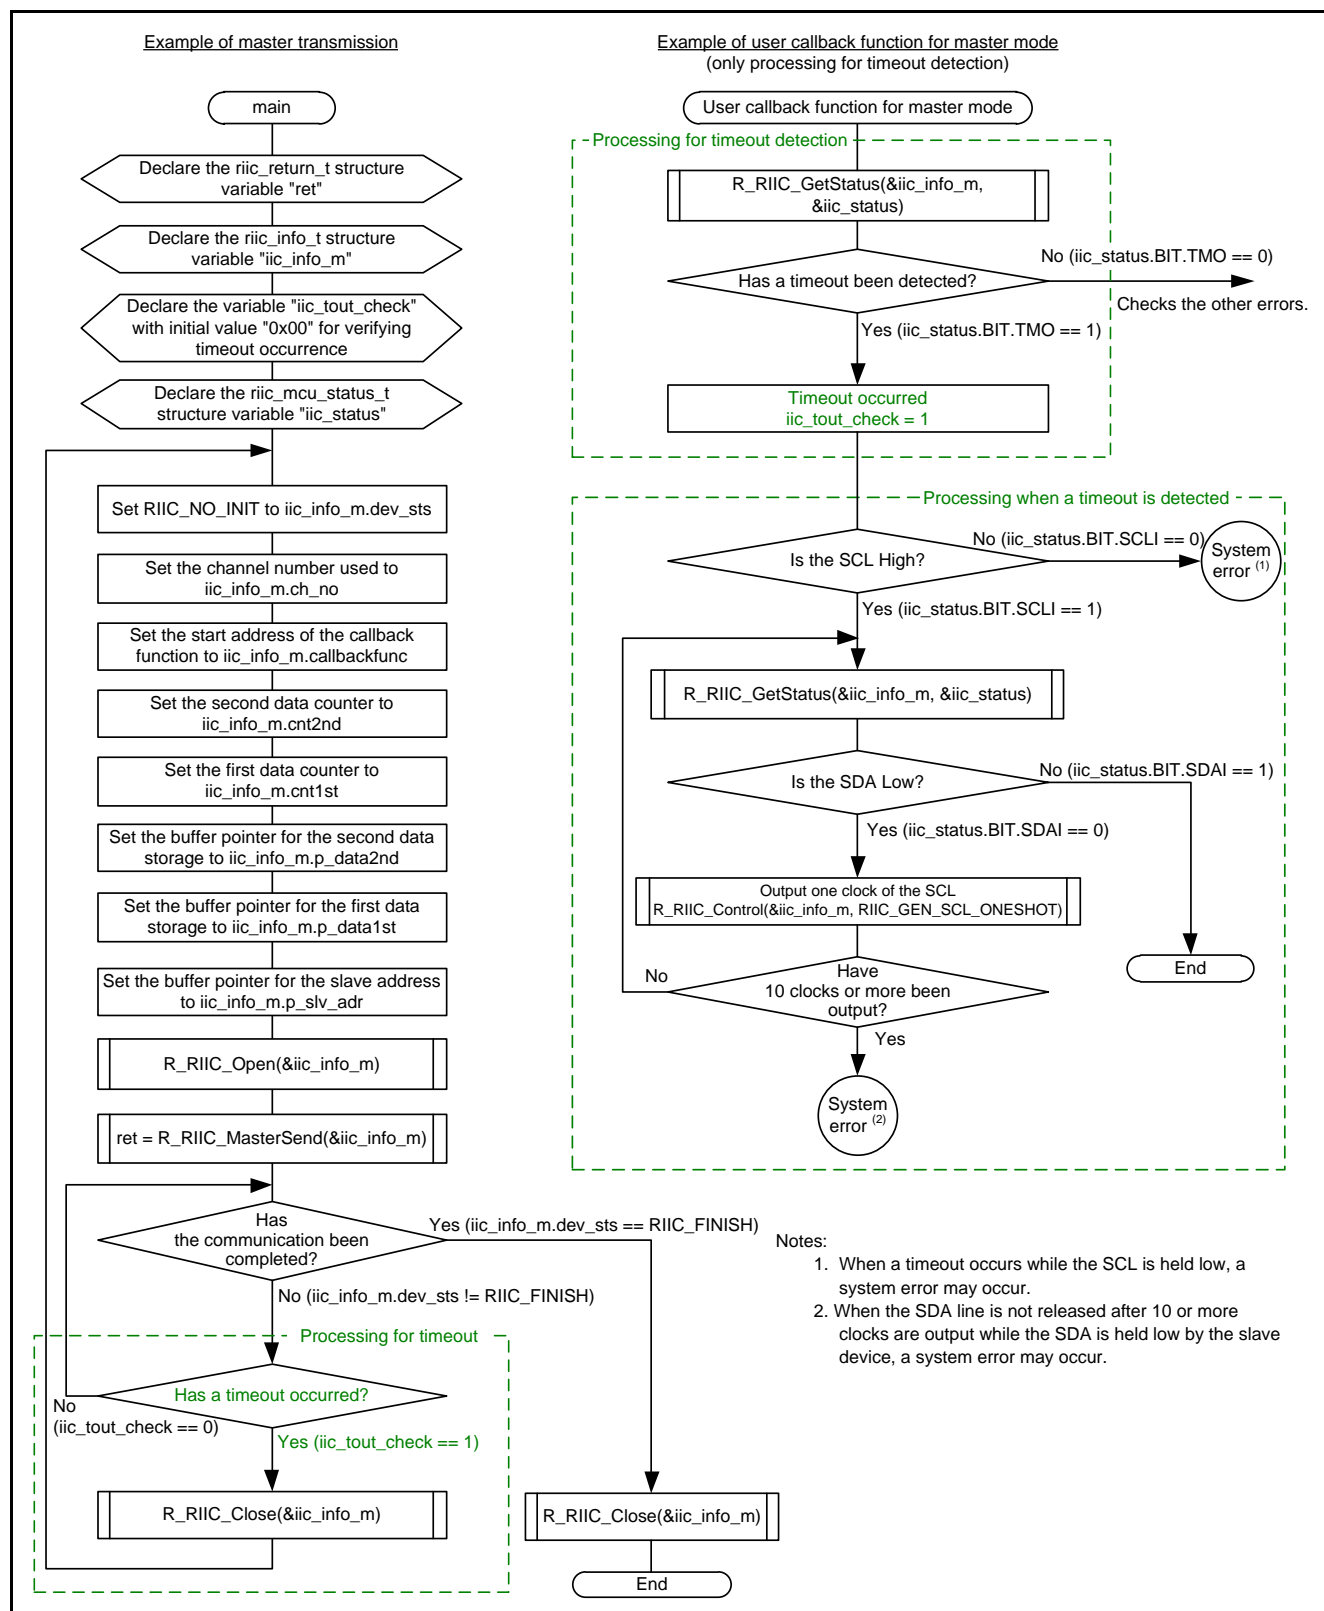 Example of master transmission
main
Declare the riic_return_t structure
variable "ret"
Declare the riic_info_t structure
variable "iic_info_m"
Declare the variable "iic_tout_check"
with initial value "0x00" for verifying
timeout occurrence
Declare the riic_mcu_status_t
structure variable "iic_status"
Set RIIC_NO_INIT to iic_info_m.dev_sts
Set the channel number used to
iic_info_m.ch_no
Set the start address of the callback
function to iic_info_m.callbackfunc
Set the second data counter to
iic_info_m.cnt2nd
Set the first data counter to
iic_info_m.cnt1st
Set the buffer pointer for the second data
storage to iic_info_m.p_data2nd
Set the buffer pointer for the first data
storage to iic_info_m.p_data1st
Set the buffer pointer for the slave address
to iic_info_m.p_slv_adr
R_RIIC_Open(&iic_info_m)
ret = R_RIIC_MasterSend(&iic_info_m)
Has
the communication been
completed?
Yes (iic_info_m.dev_sts == RIIC_FINISH)
No (iic_info_m.dev_sts != RIIC_FINISH)
Processing for timeout
Has a timeout occurred?
No
(iic_tout_check == 0)
Yes (iic_tout_check == 1)
R_RIIC_Close(&iic_info_m)
R_RIIC_Close(&iic_info_m)
End
Example of user callback function for master mode
(only processing for timeout detection)
User callback function for master mode
Processing for timeout detection
R_RIIC_GetStatus(&iic_info_m,
&iic_status)
Has a timeout been detected?
No (iic_status.BIT.TMO == 0)
Checks the other errors.
Yes (iic_status.BIT.TMO == 1)
Timeout occurred
iic_tout_check = 1
Processing when a timeout is detected
Is the SCL High?
No (iic_status.BIT.SCLI == 0)
System
error (1)
Yes (iic_status.BIT.SCLI == 1)
R_RIIC_GetStatus(&iic_info_m, &iic_status)
Is the SDA Low?
No (iic_status.BIT.SDAI == 1)
Yes (iic_status.BIT.SDAI == 0)
Output one clock of the SCL
R_RIIC_Control(&iic_info_m, RIIC_GEN_SCL_ONESHOT)
End
Have
10 clocks or more been
output?
No
Yes
System
error (2)
Notes:
1. When a timeout occurs while the SCL is held low, a
system error may occur.
2. When the SDA line is not released after 10 or more
clocks are output while the SDA is held low by the slave
device, a system error may occur.